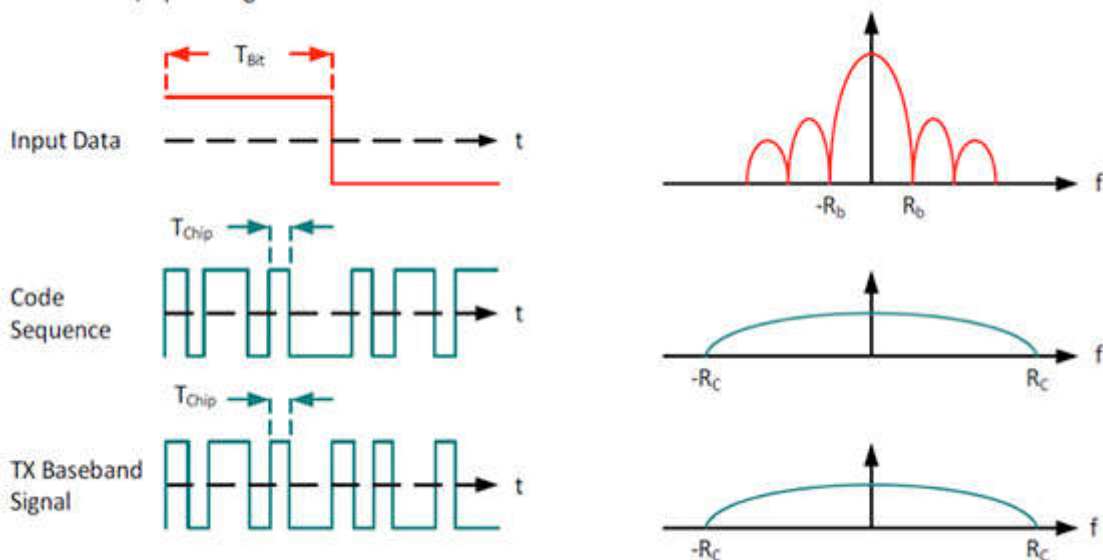 T_Bit
Input Data
t
-R_b
R_b
f
T_Chip
Code
Sequence
t
-R_C
R_C
f
T_Chip
TX Baseband
Signal
t
-R_C
R_C
f